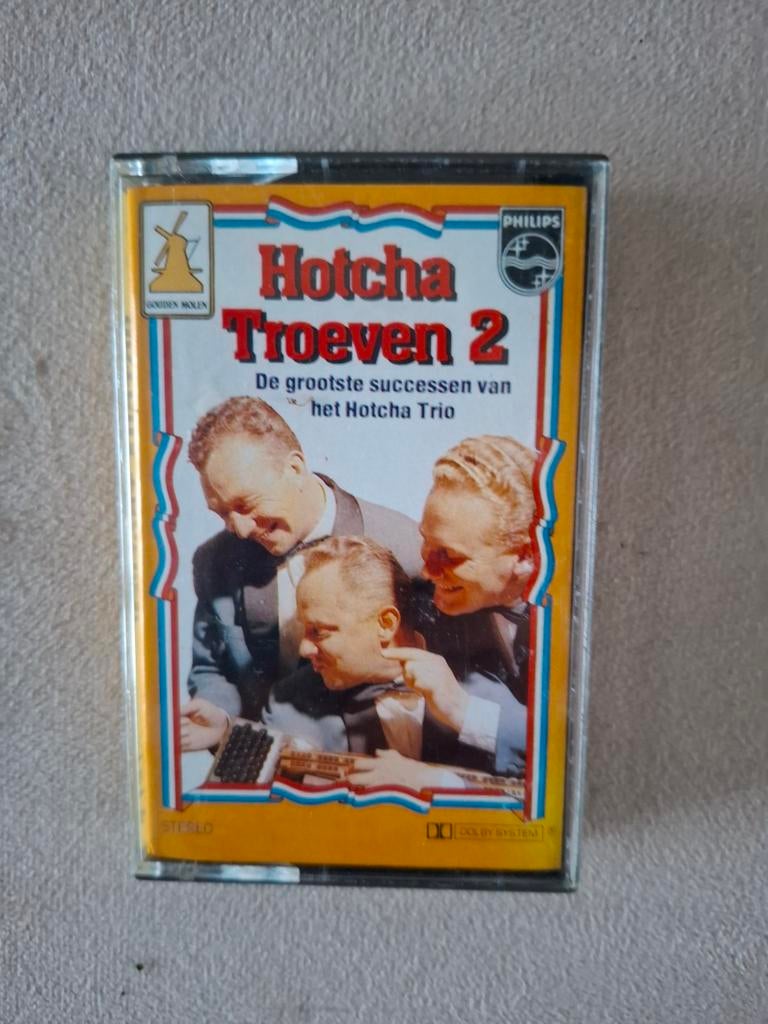 GOUDEN MOLEN
PHILIPS
Hotcha
Troeven 2
De grootste successen van
het Hotcha Trio
STEREO
DOLBY SYSTEM ®